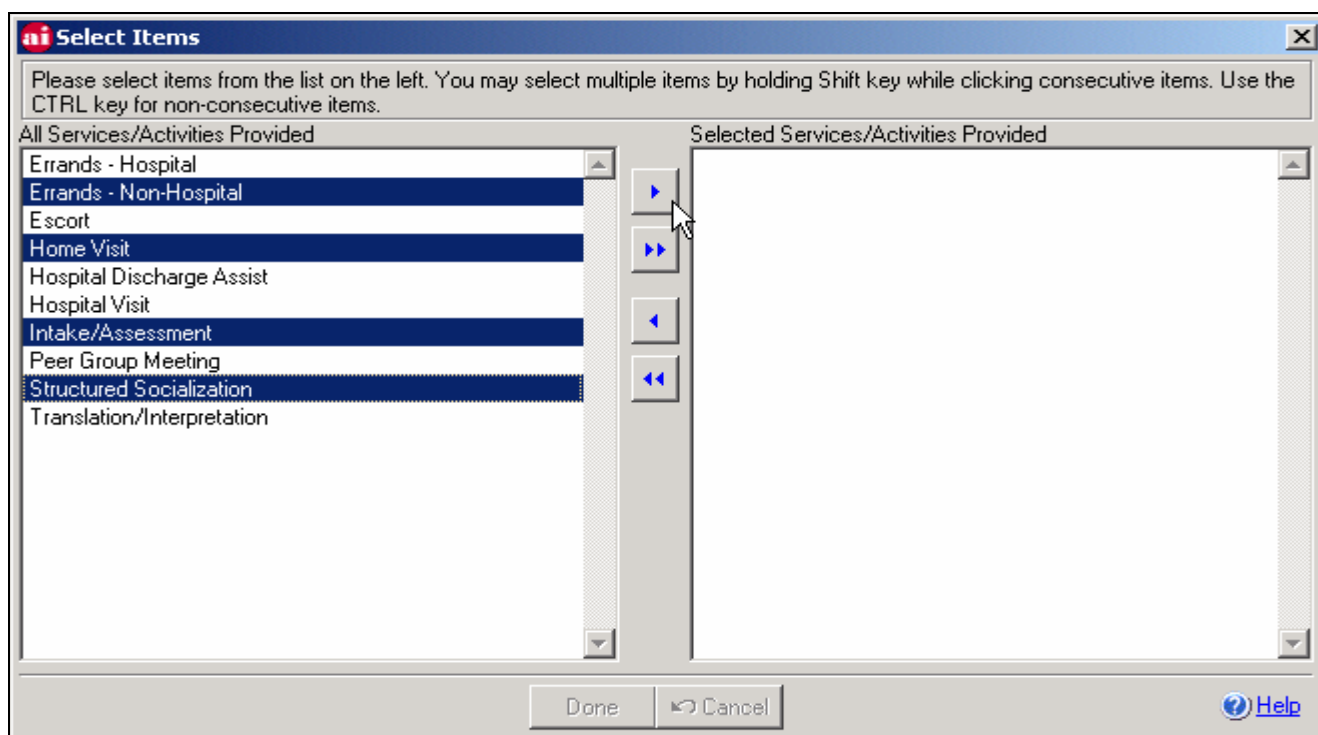 ai Select Items
Please select items from the list on the left. You may select multiple items by holding Shift key while clicking consecutive items. Use the
CTRL key for non-consecutive items.
All Services/Activities Provided
Selected Services/Activities Provided
Errands - Hospital
Errands - Non-Hospital
Escort
Home Visit
Hospital Discharge Assist
Hospital Visit
Intake/Assessment
Peer Group Meeting
Structured Socialization
Translation/Interpretation
Done
Cancel
Help